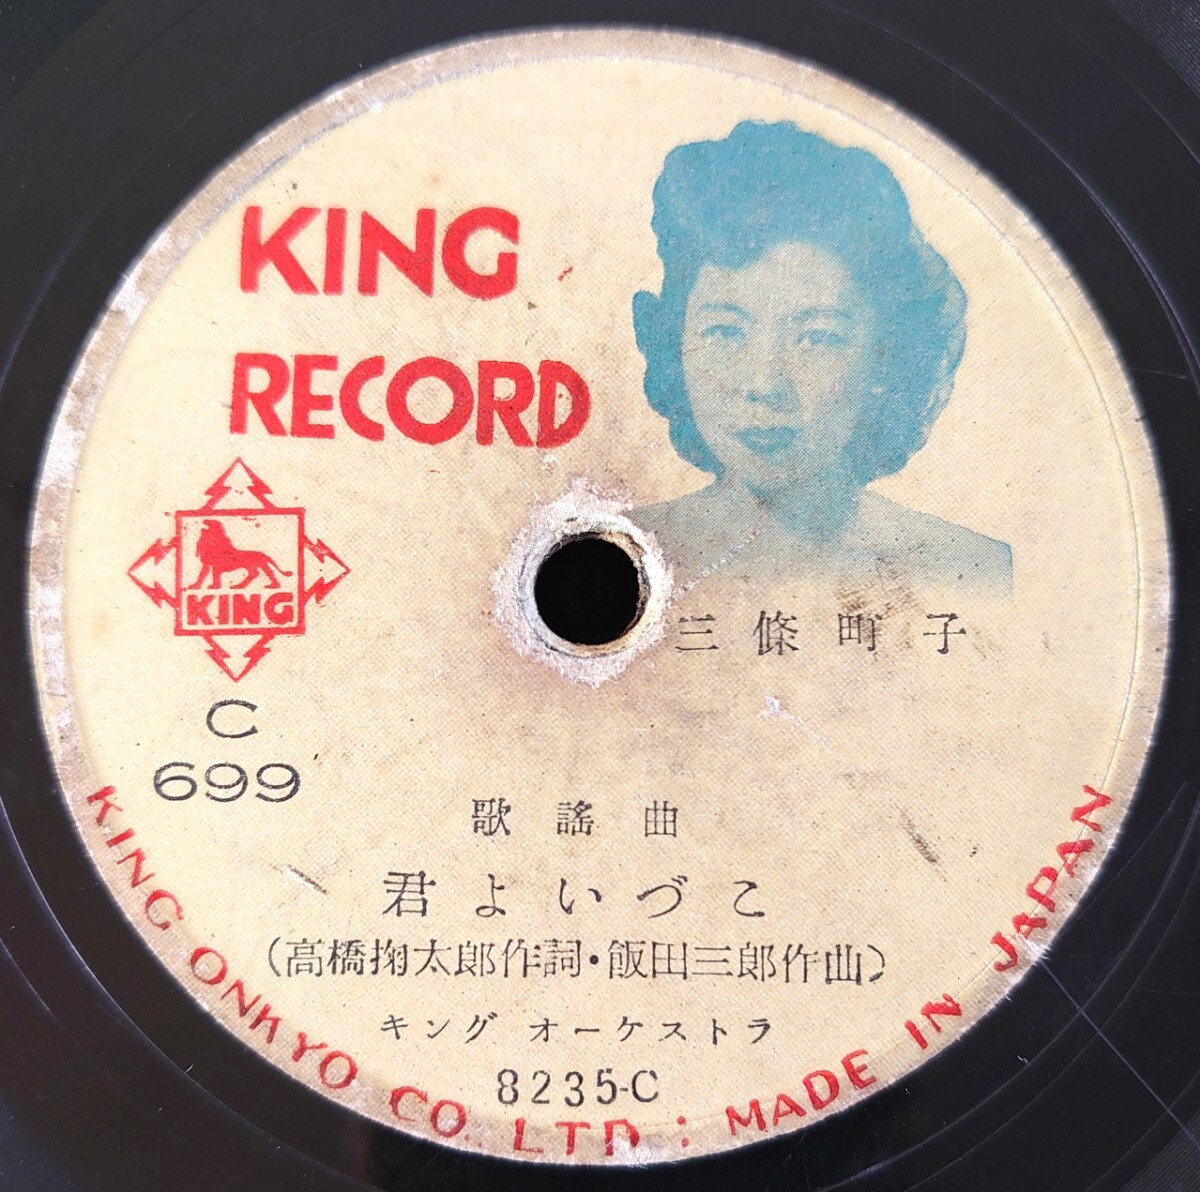 KING
RECORD
KING
三條町子
C
699
歌謠曲
君よいづこ
（高橋掬太郎作詞・飯田三郎作曲）
キング オーケストラ
8235-C
KING ONKYO CO. LTD : MADE IN JAPAN